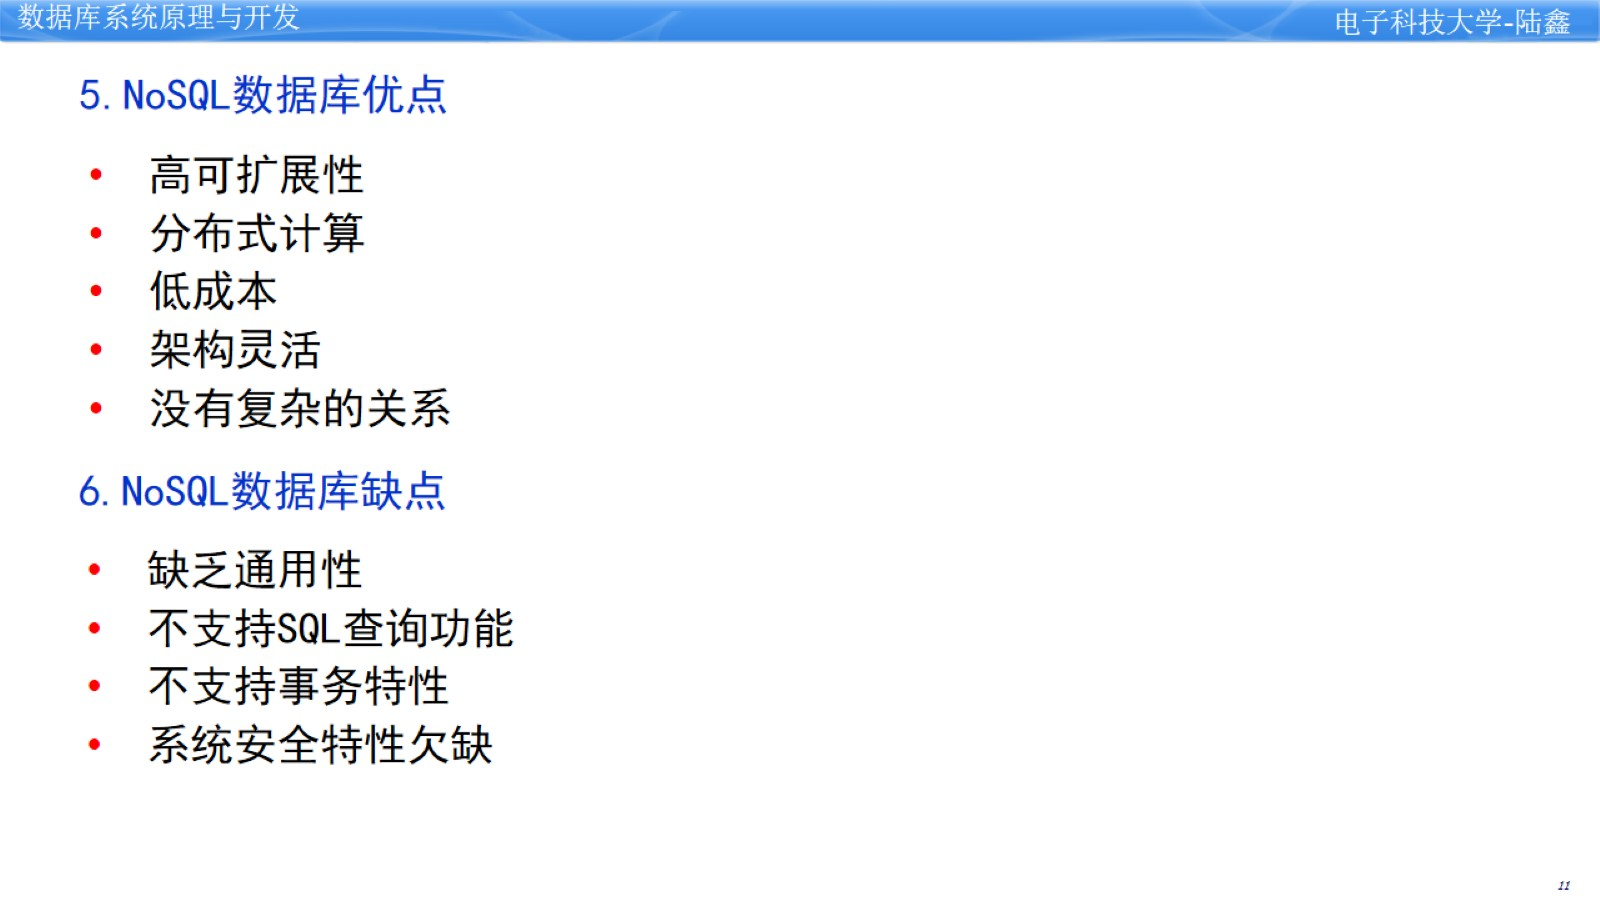 数据库系统原理与开发
电子科技大学-陆鑫
5. NoSQL数据库优点
• 高可扩展性
• 分布式计算
• 低成本
• 架构灵活
• 没有复杂的关系
6. NoSQL数据库缺点
• 缺乏通用性
• 不支持SQL查询功能
• 不支持事务特性
• 系统安全特性欠缺
11